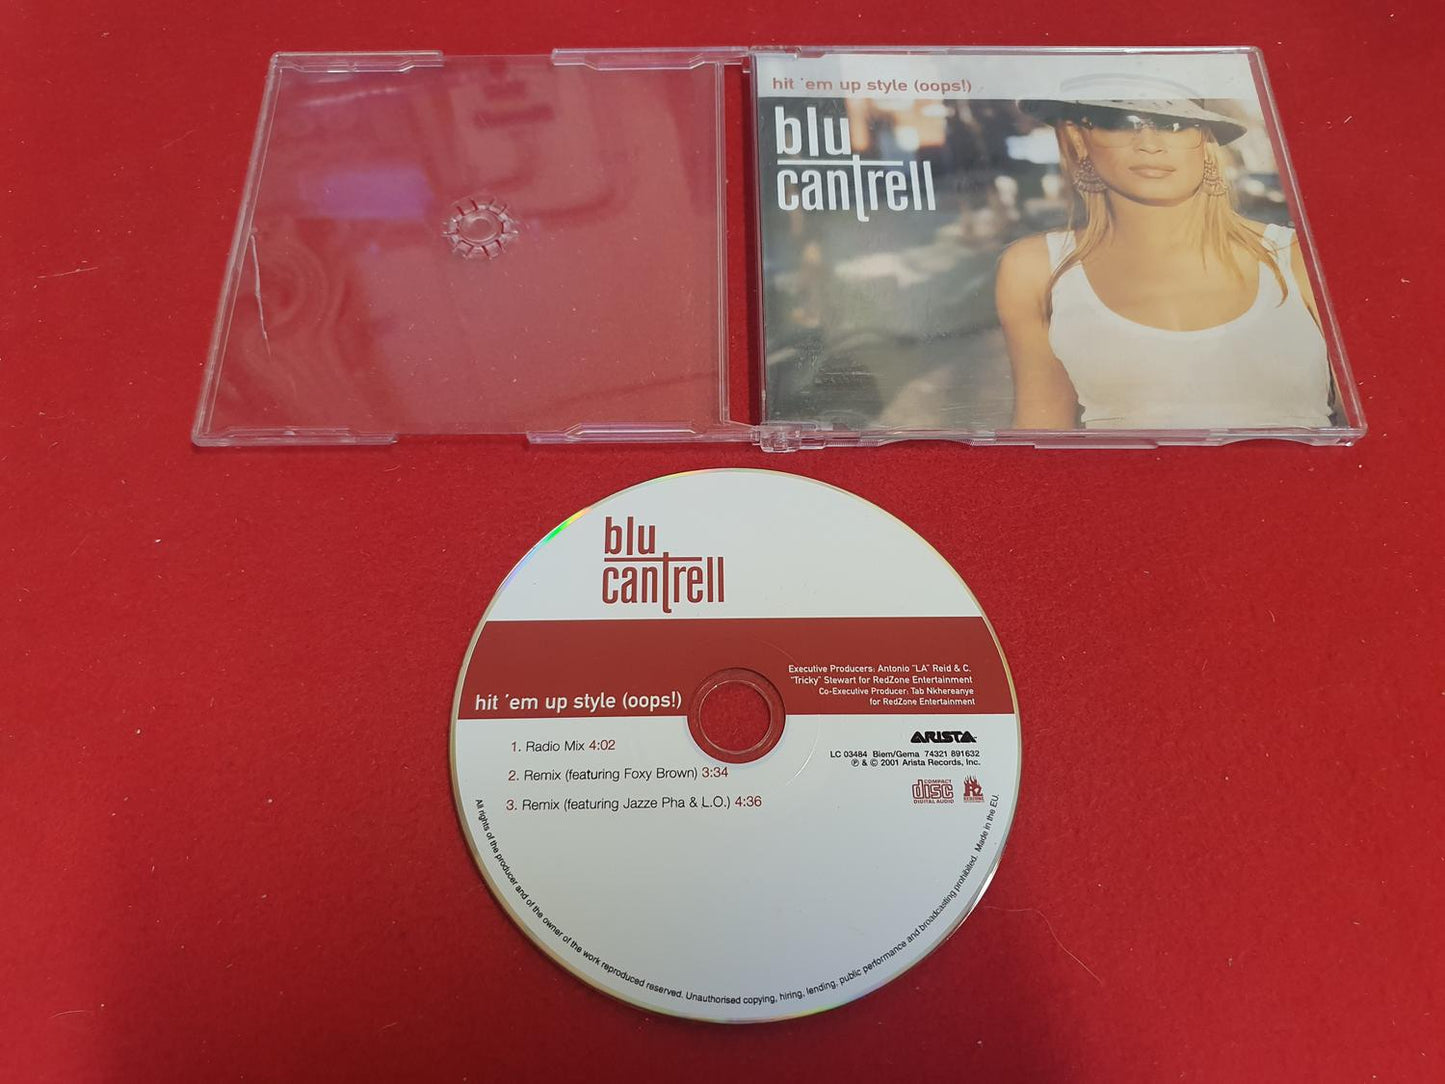 hit 'em up style (oops!)
blu
cantrell
blu
cantrell
Executive Producers: Antonio "LA" Reid & C.
"Tricky" Stewart for RedZone Entertainment
Co-Executive Producer: Tab Nkhereanye
for RedZone Entertainment
hit 'em up style (oops!)
1. Radio Mix 4:02
2. Remix (featuring Foxy Brown) 3:34
3. Remix (featuring Jazze Pha & L.O.) 4:36
ARISTA
LC 03484 Biem/Gema 74321 891632
℗ & © 2001 Arista Records, Inc.
COMPACT
disc
DIGITAL AUDIO
All rights of the producer and of the owner of the work reproduced reserved. Unauthorised copying, hiring, lending, public performance and broadcasting prohibited. Made in the EU.